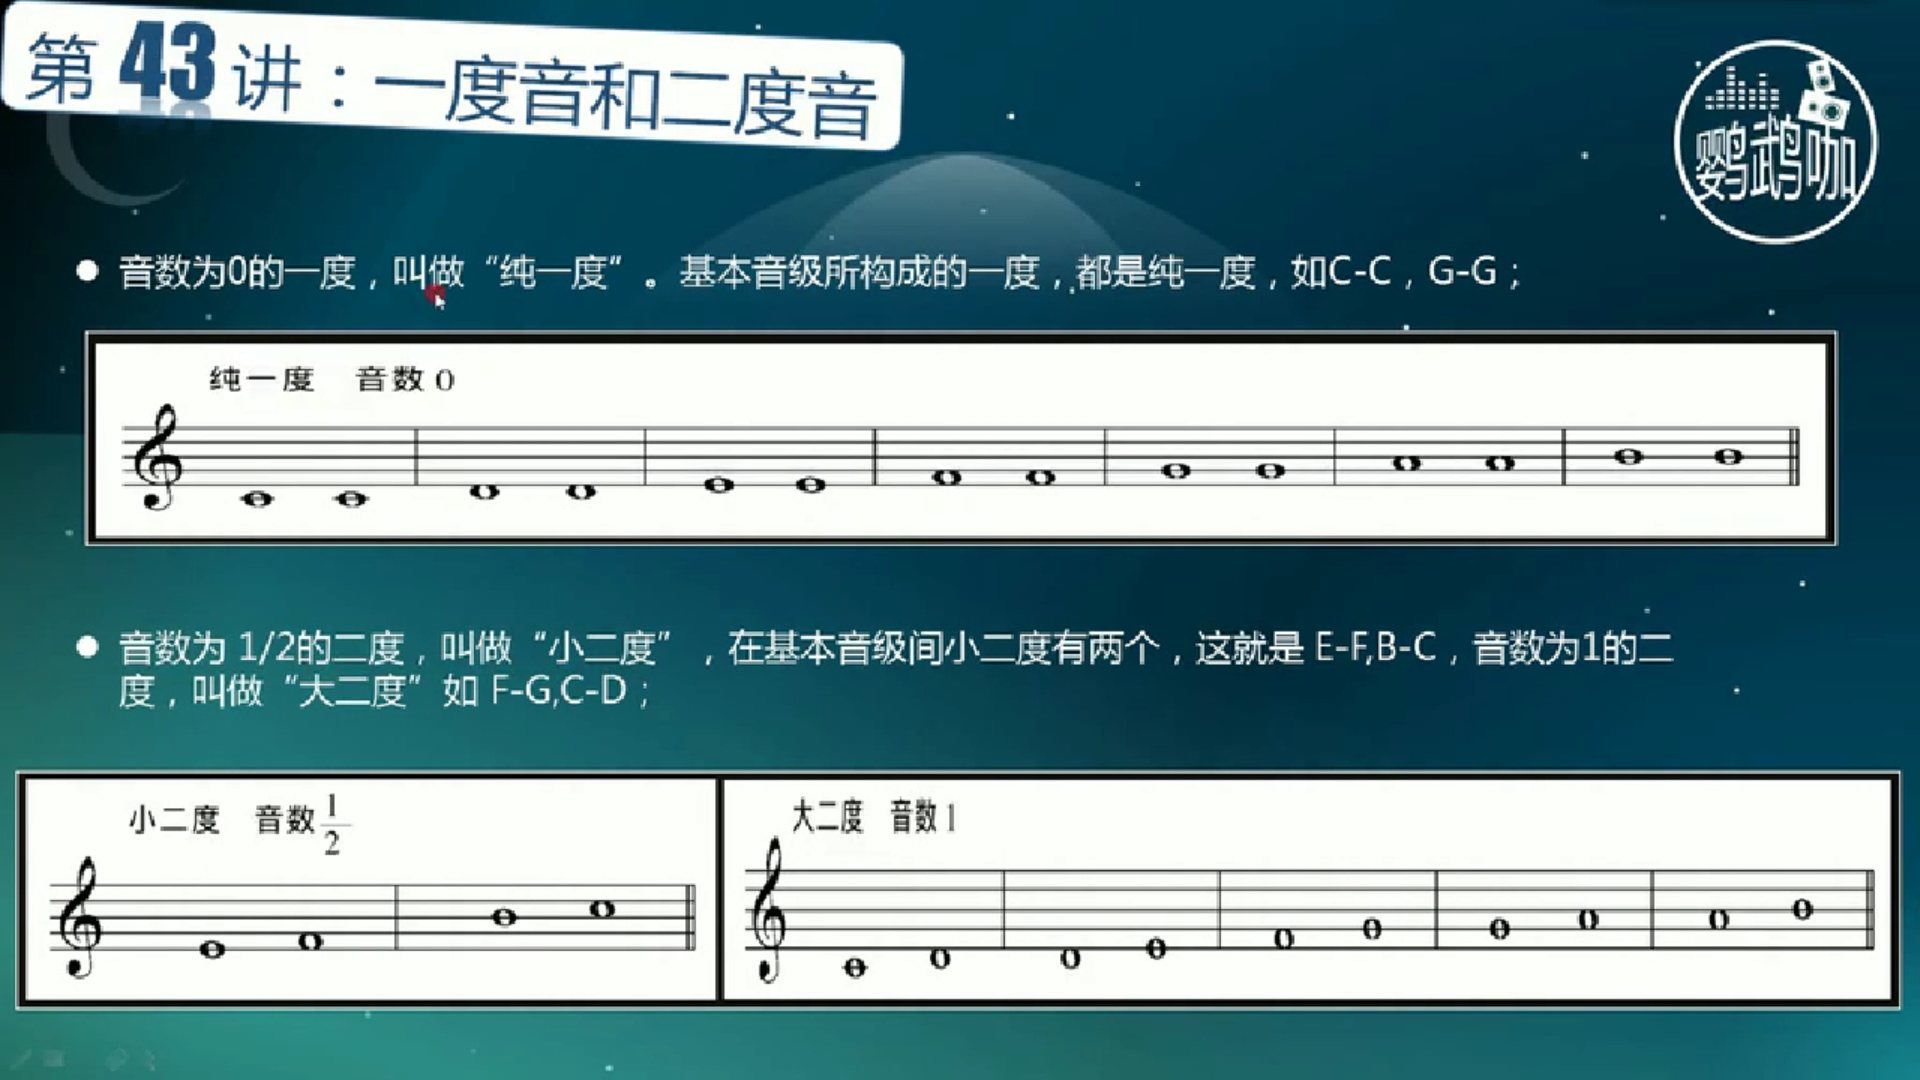 第43讲：一度音和二度音
鹦鹉咖
音数为0的一度，叫做“纯一度”。基本音级所构成的一度，都是纯一度，如C-C，G-G；
纯一度 音数0
音数为 1/2的二度，叫做“小二度”，在基本音级间小二度有两个，这就是 E-F,B-C，音数为1的二
度，叫做“大二度”如 F-G,C-D；
小二度 音数1/2
大二度 音数1